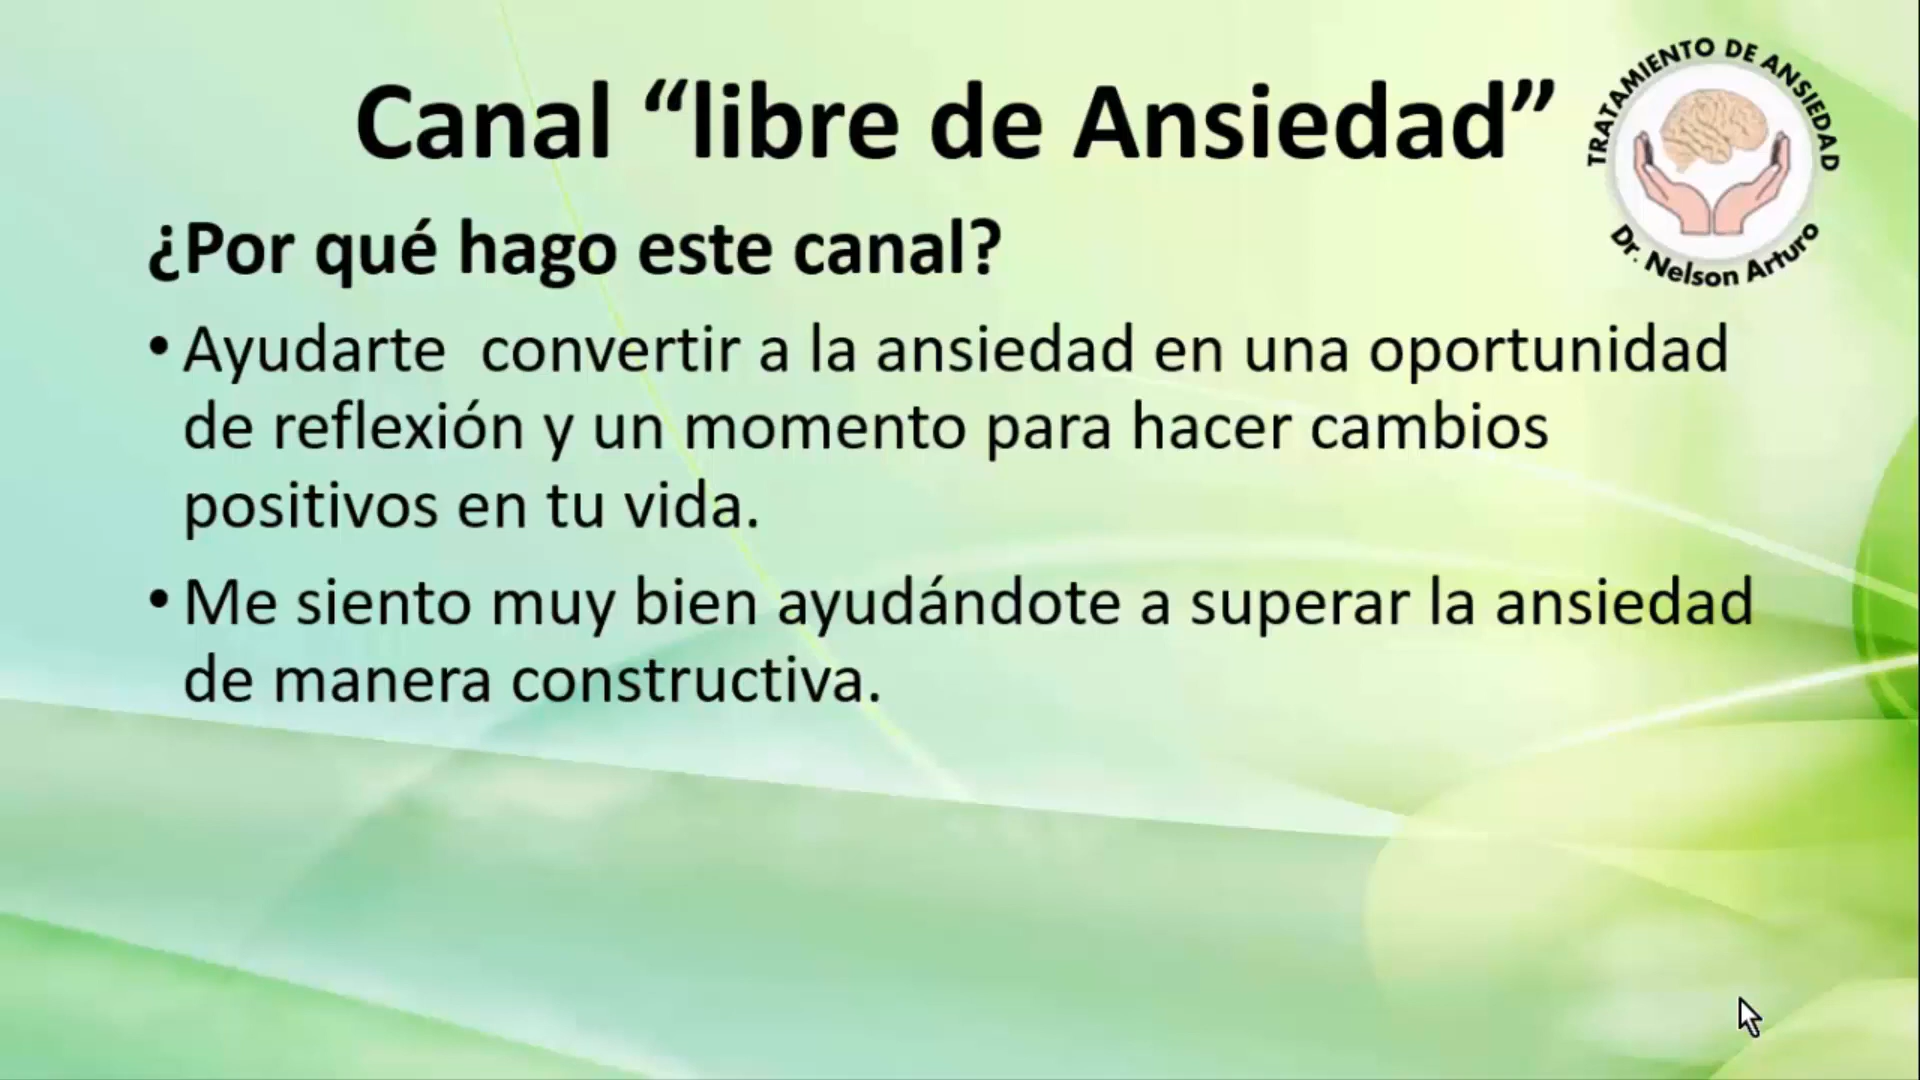 Canal “libre de Ansiedad”
TRATAMIENTO DE ANSIEDAD
Dr. Nelson Arturo
¿Por qué hago este canal?
• Ayudarte  convertir a la ansiedad en una oportunidad
de reflexión y un momento para hacer cambios
positivos en tu vida.
• Me siento muy bien ayudándote a superar la ansiedad
de manera constructiva.